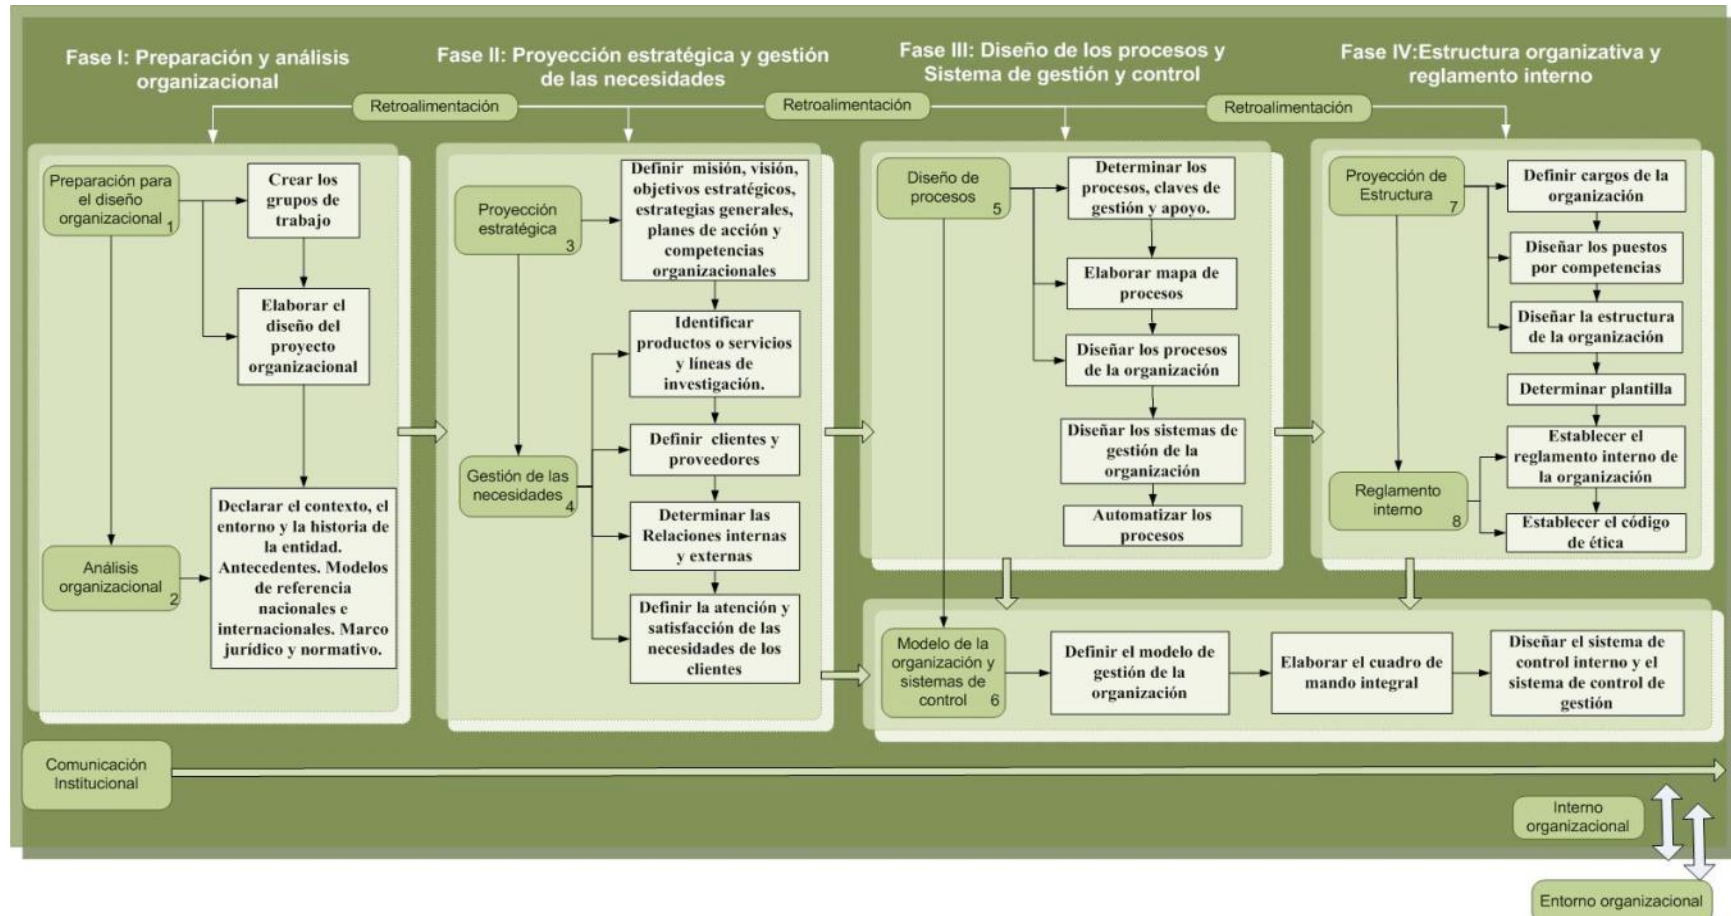 Fase I: Preparación y análisis
organizacional
Fase II: Proyección estratégica y gestión
de las necesidades
Fase III: Diseño de los procesos y
Sistema de gestión y control
Fase IV:Estructura organizativa y
reglamento interno
Retroalimentación
Retroalimentación
Retroalimentación
Preparación para
el diseño
organizacional
1
Crear los
grupos de
trabajo
Elaborar el
diseño del
proyecto
organizacional
Análisis
organizacional
2
Declarar el contexto, el
entorno y la historia de
la entidad.
Antecedentes. Modelos
de referencia
nacionales e
internacionales. Marco
jurídico y normativo.
Proyección
estratégica
3
Definir misión, visión,
objetivos estratégicos,
estrategias generales,
planes de acción y
competencias
organizacionales
Identificar
productos o servicios
y líneas de
investigación.
Gestión de las
necesidades
4
Definir clientes y
proveedores
Determinar las
Relaciones internas
y externas
Definir la atención y
satisfacción de las
necesidades de los
clientes
Diseño de
procesos
5
Determinar los
procesos, claves de
gestión y apoyo.
Elaborar mapa de
procesos
Diseñar los procesos
de la organización
Diseñar los sistemas de
gestión de la
organización
Automatizar los
procesos
Proyección de
Estructura
7
Definir cargos de la
organización
Diseñar los puestos
por competencias
Diseñar la estructura
de la organización
Determinar plantilla
Reglamento
interno
8
Establecer el
reglamento interno de
la organización
Establecer el código
de ética
Modelo de la
organización y
sistemas de
control
6
Definir el modelo de
gestión de la
organización
Elaborar el cuadro de
mando integral
Diseñar el sistema de
control interno y el
sistema de control de
gestión
Comunicación
Institucional
Interno
organizacional
Entorno organizacional